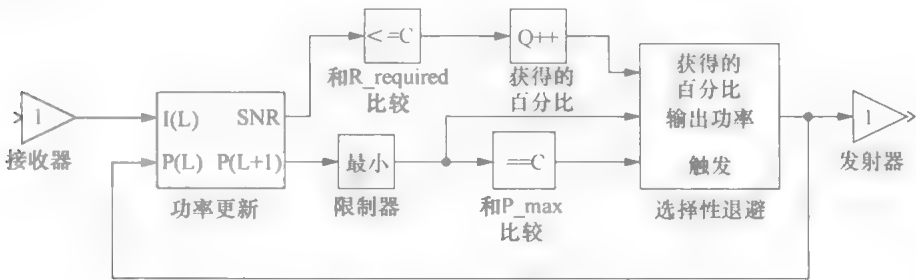 <=C
Q++
和R_required
比较
获得的
百分比
获得的
百分比
输出功率
触发
选择性退避
1
接收器
I(L)
SNR
P(L)
P(L+1)
功率更新
最小
限制器
==C
和P_max
比较
1
发射器